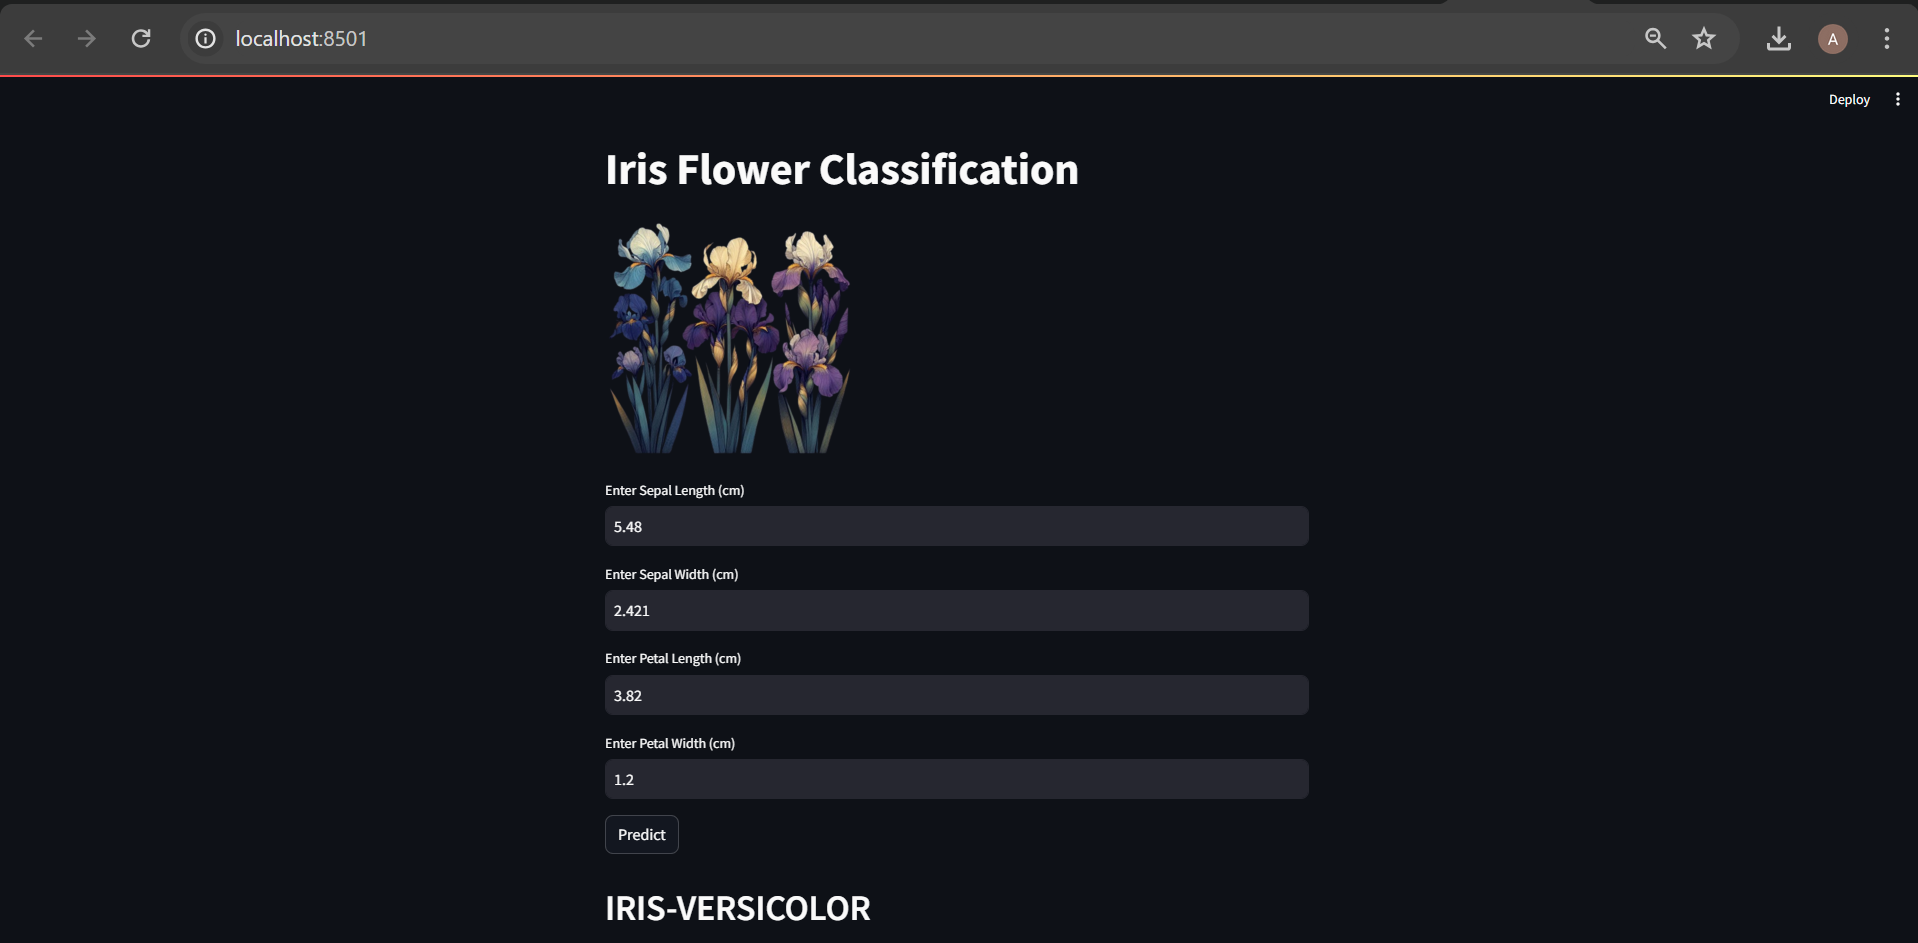 localhost:8501
A
Deploy
Iris Flower Classification
Enter Sepal Length (cm)
5.48
Enter Sepal Width (cm)
2.421
Enter Petal Length (cm)
3.82
Enter Petal Width (cm)
1.2
Predict
IRIS-VERSICOLOR